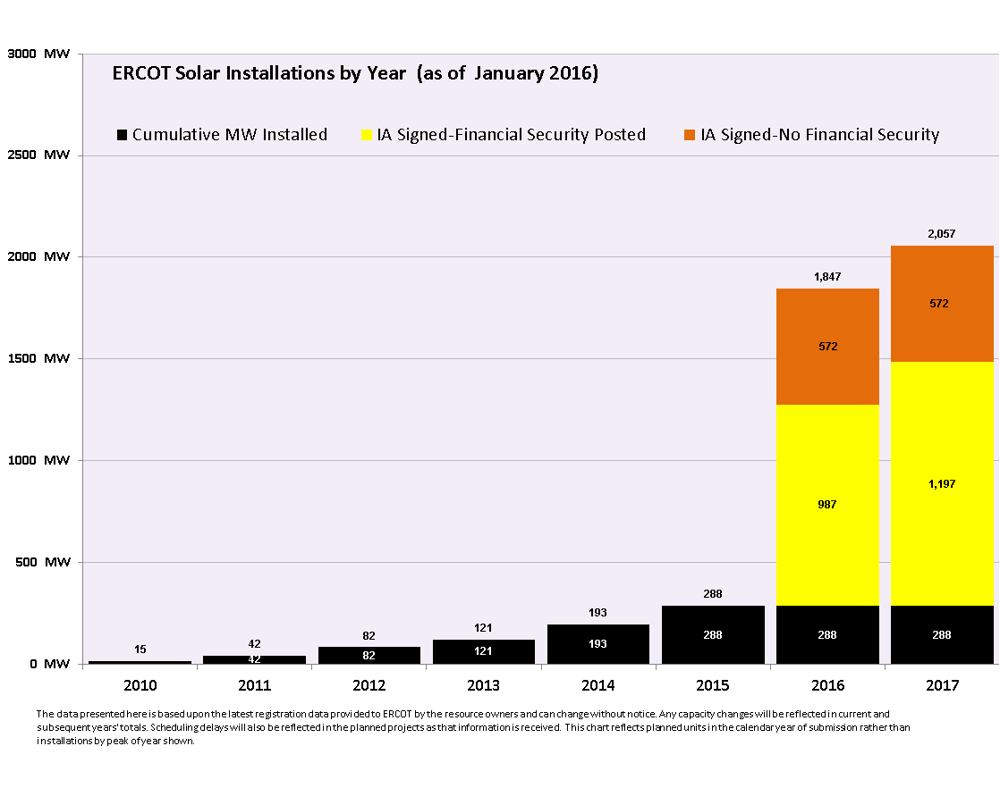 3000 MW
ERCOT Solar Installations by Year (as of January 2016)
Cumulative MW Installed IA Signed-Financial Security Posted IA Signed-No Financial Security
2500 MW
2,057
2000 MW
1,847
572
572
1500 MW
1000 MW
1,197
987
500 MW
288
193
121
82
42
15
288 288 288
193
121
82
42
0 MW
2010 2011 2012 2013 2014 2015 2016 2017
The data presented here is based upon the latest registration data provided to ERCOT by the resource owners and can change without notice. Any capacity changes will be reflected in current and
subsequent years' totals. Scheduling delays will also be reflected in the planned projects as that information is received. This chart reflects planned units in the calendar year of submission rather than
installations by peak of year shown.